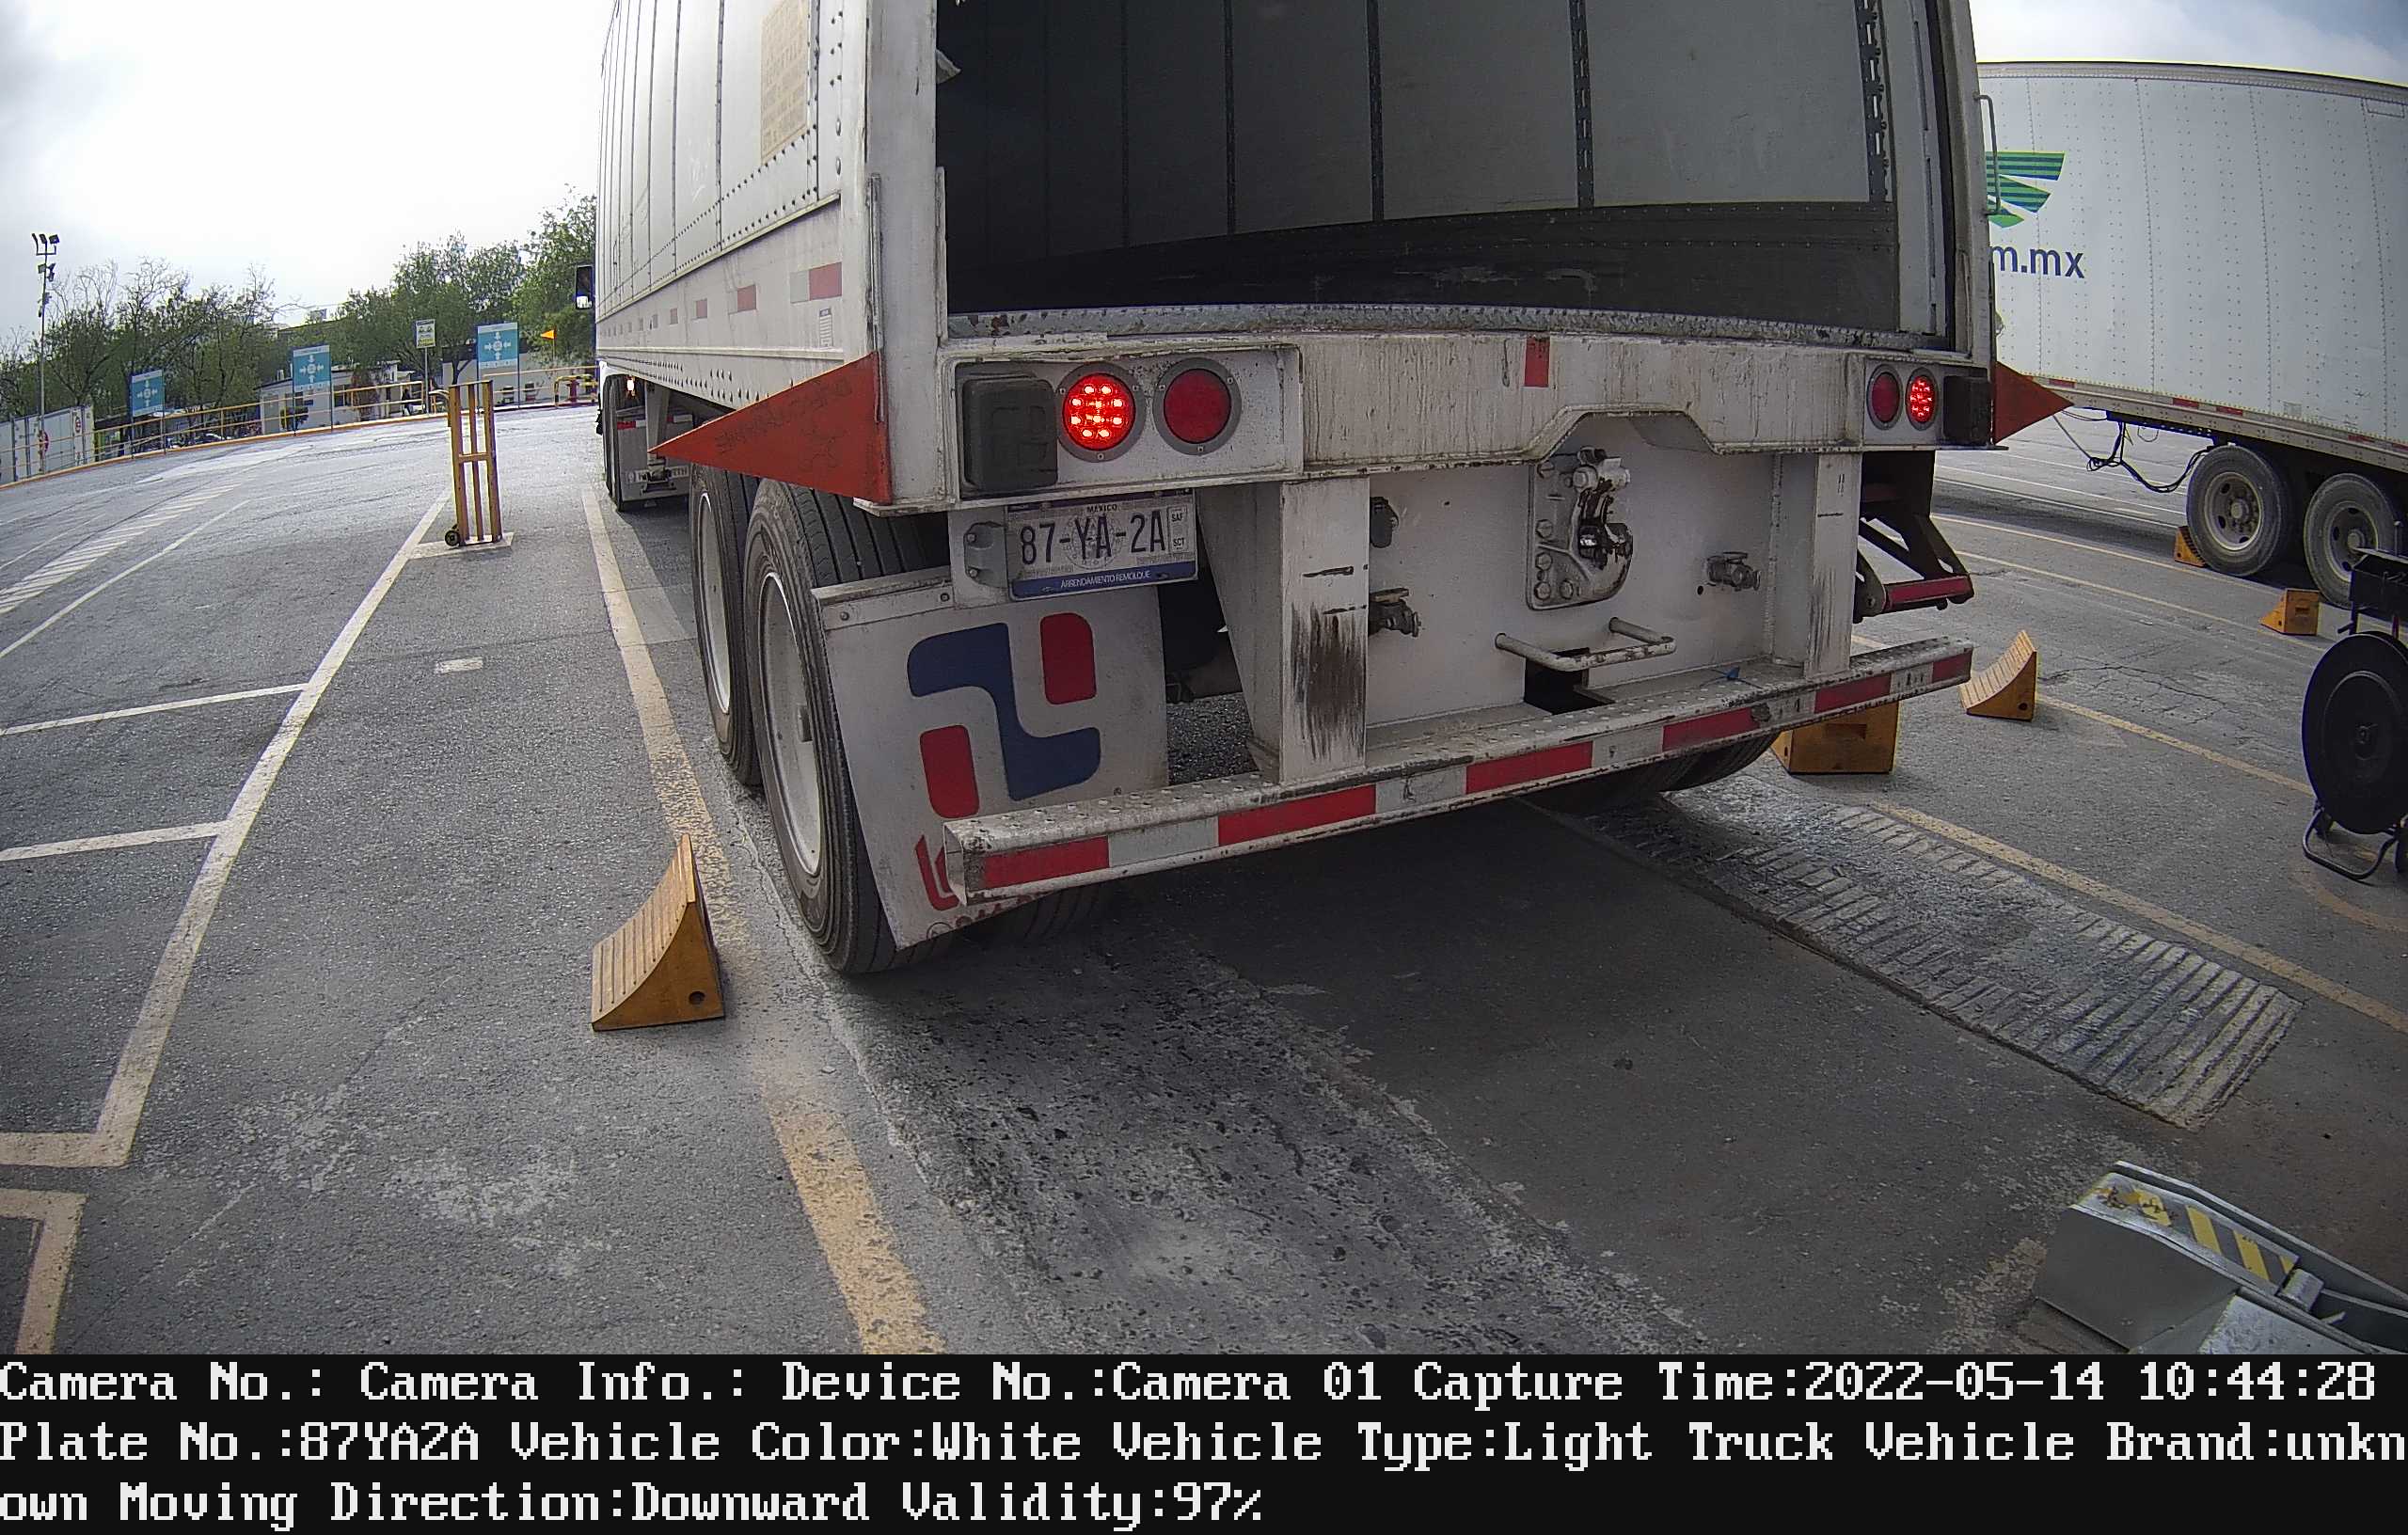 m.mx
MEXICO
87-YA-2A
SAF
SCT
ARRENDAMIENTO REMOLQUE
Camera No.: Camera Info.: Device No.:Camera 01 Capture Time:2022-05-14 10:44:28
Plate No.:87YA2A Vehicle Color:White Vehicle Type:Light Truck Vehicle Brand:unkn
own Moving Direction:Downward Validity:97%